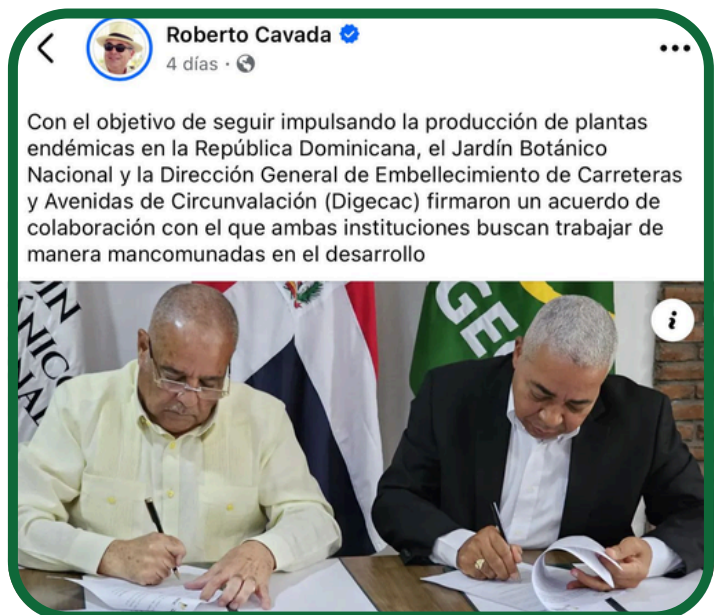 Roberto Cavada
4 días ·
Con el objetivo de seguir impulsando la producción de plantas
endémicas en la República Dominicana, el Jardín Botánico
Nacional y la Dirección General de Embellecimiento de Carreteras
y Avenidas de Circunvalación (Digecac) firmaron un acuerdo de
colaboración con el que ambas instituciones buscan trabajar de
manera mancomunadas en el desarrollo